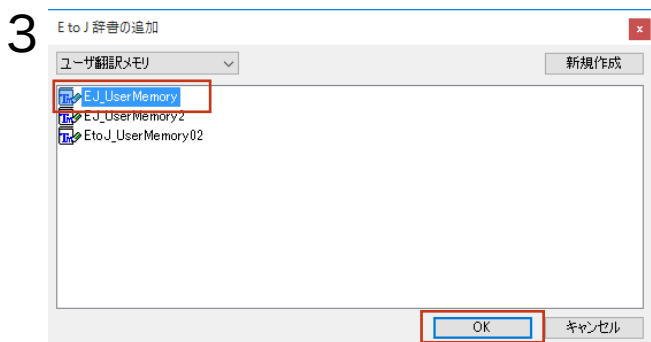 3
E to J 辞書の追加
x
ユーザ翻訳メモリ
新規作成
EJ_UserMemory
EJ_UserMemory2
EtoJ_UserMemory02
OK
キャンセル